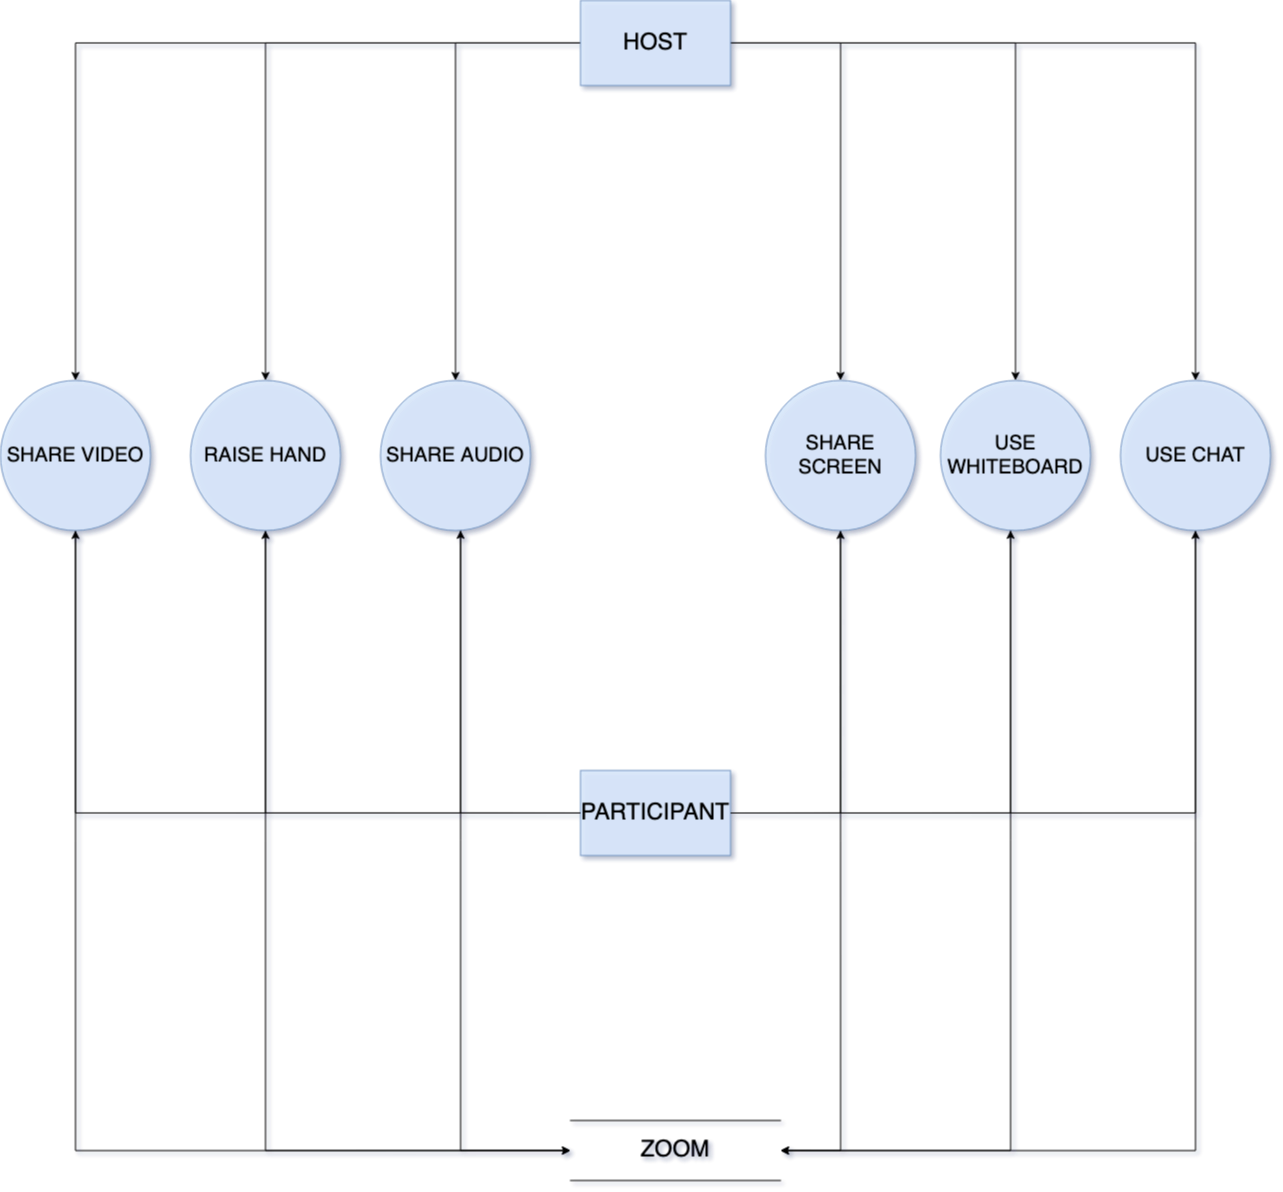 HOST
SHARE VIDEO
RAISE HAND
SHARE AUDIO
SHARE
SCREEN
USE
WHITEBOARD
USE CHAT
PARTICIPANT
ZOOM